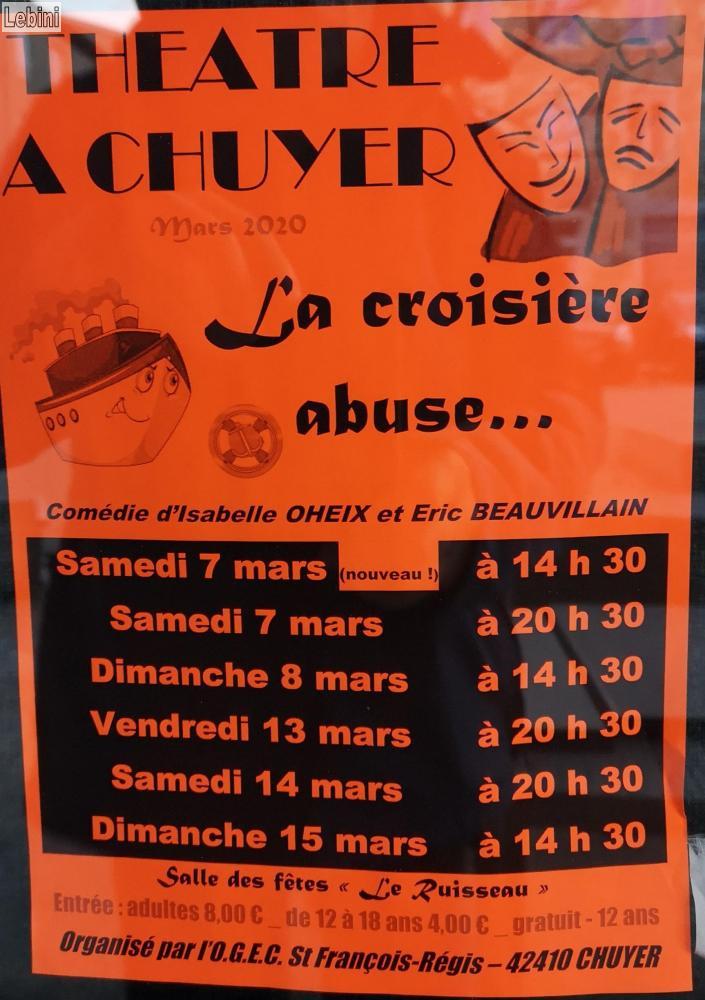 Lebini
THEATRE
A CHUYER
Mars 2020
La croisière
abuse...
Comédie d'Isabelle OHEIX et Eric BEAUVILLAIN
Samedi 7 mars (nouveau !) à 14 h 30
Samedi 7 mars à 20 h 30
Dimanche 8 mars à 14 h 30
Vendredi 13 mars à 20 h 30
Samedi 14 mars à 20 h 30
Dimanche 15 mars à 14 h 30
Salle des fêtes « Le Ruisseau »
Entrée : adultes 8,00 € _ de 12 à 18 ans 4,00 € _ gratuit - 12 ans
Organisé par l'O.G.E.C. St François-Régis – 42410 CHUYER